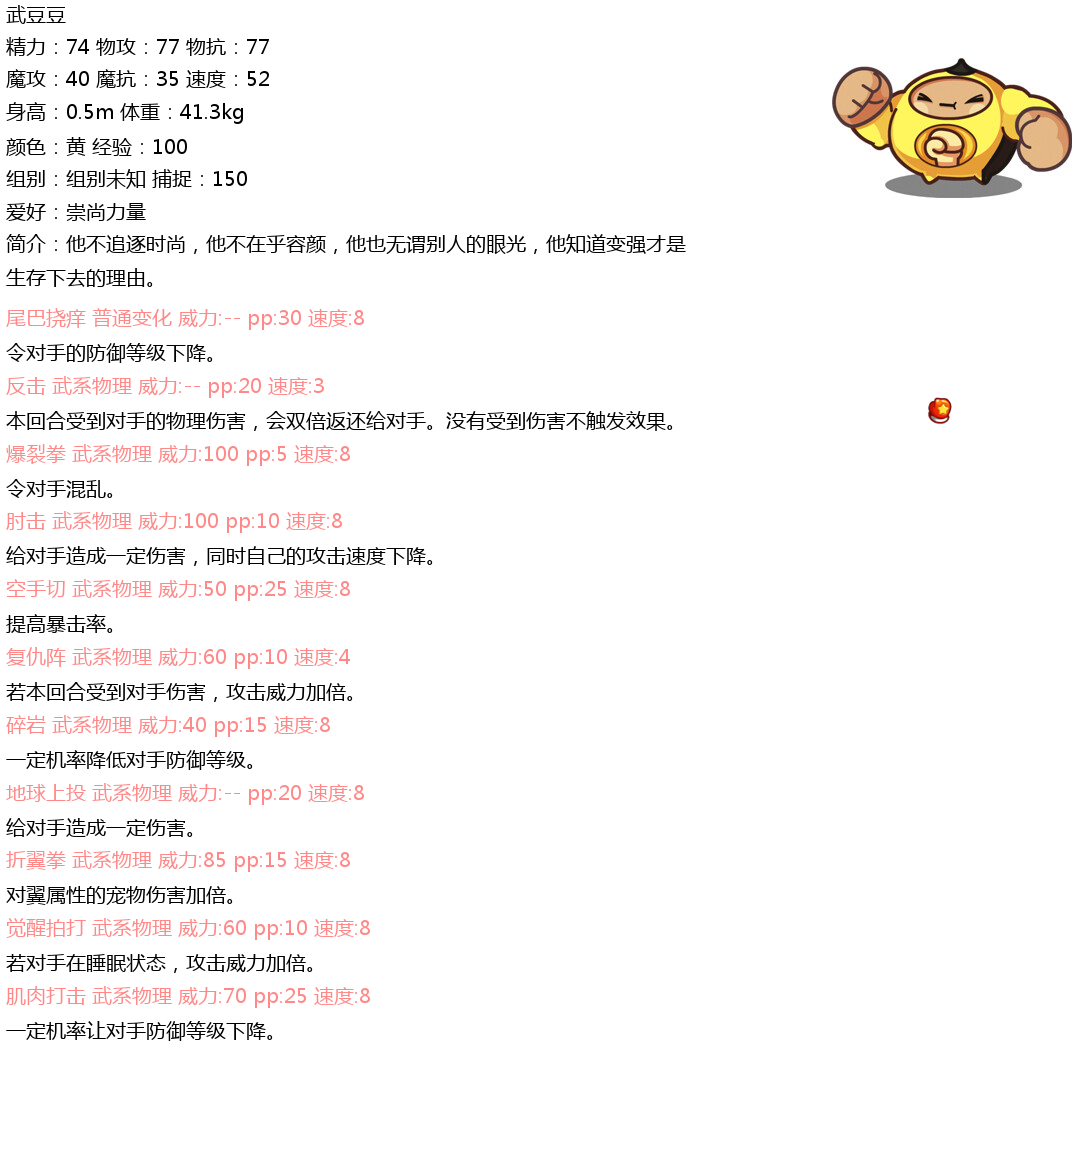 武豆豆
精力：74 物攻：77 物抗：77
魔攻：40 魔抗：35 速度：52
身高：0.5m 体重：41.3kg
颜色：黄 经验：100
组别：组别未知 捕捉：150
爱好：崇尚力量
简介：他不追逐时尚，他不在乎容颜，他也无谓别人的眼光，他知道变强才是
生存下去的理由。
尾巴挠痒 普通变化 威力:-- pp:30 速度:8
令对手的防御等级下降。
反击 武系物理 威力:-- pp:20 速度:3
本回合受到对手的物理伤害，会双倍返还给对手。没有受到伤害不触发效果。
爆裂拳 武系物理 威力:100 pp:5 速度:8
令对手混乱。
肘击 武系物理 威力:100 pp:10 速度:8
给对手造成一定伤害，同时自己的攻击速度下降。
空手切 武系物理 威力:50 pp:25 速度:8
提高暴击率。
复仇阵 武系物理 威力:60 pp:10 速度:4
若本回合受到对手伤害，攻击威力加倍。
碎岩 武系物理 威力:40 pp:15 速度:8
一定机率降低对手防御等级。
地球上投 武系物理 威力:-- pp:20 速度:8
给对手造成一定伤害。
折翼拳 武系物理 威力:85 pp:15 速度:8
对翼属性的宠物伤害加倍。
觉醒拍打 武系物理 威力:60 pp:10 速度:8
若对手在睡眠状态，攻击威力加倍。
肌肉打击 武系物理 威力:70 pp:25 速度:8
一定机率让对手防御等级下降。